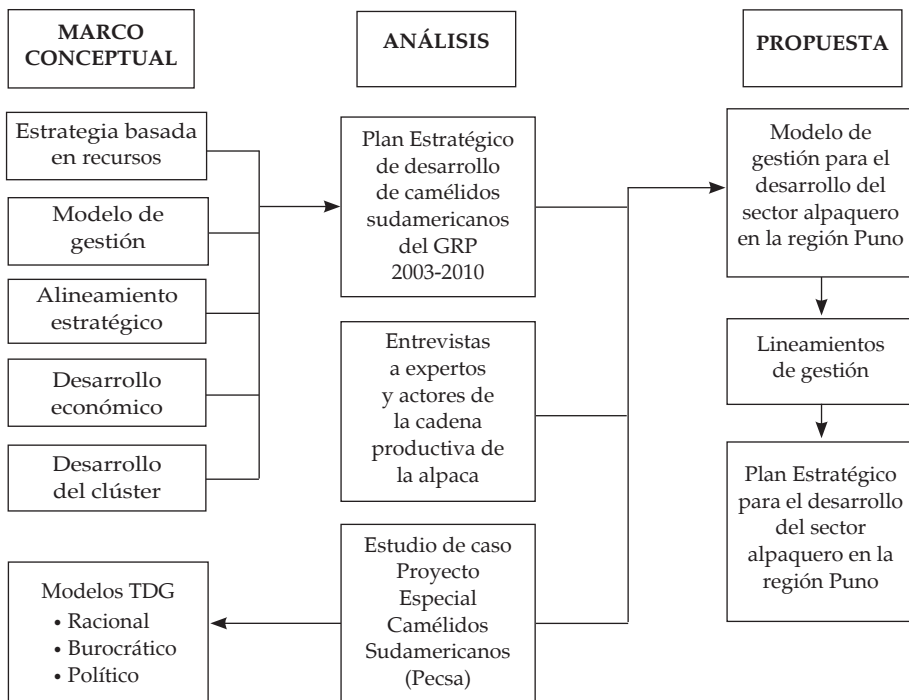 MARCO
CONCEPTUAL
Estrategia basada
en recursos
Modelo de
gestión
Alineamiento
estratégico
Desarrollo
económico
Desarrollo
del clúster
Modelos TDG
• Racional
• Burocrático
• Político
ANÁLISIS
Plan Estratégico
de desarrollo
de camélidos
sudamericanos
del GRP
2003-2010
Entrevistas
a expertos
y actores de
la cadena
productiva de
la alpaca
Estudio de caso
Proyecto
Especial
Camélidos
Sudamericanos
(Pecsa)
PROPUESTA
Modelo de
gestión para el
desarrollo del
sector alpaquero
en la región Puno
Lineamientos
de gestión
Plan Estratégico
para el desarrollo
del sector
alpaquero en la
región Puno